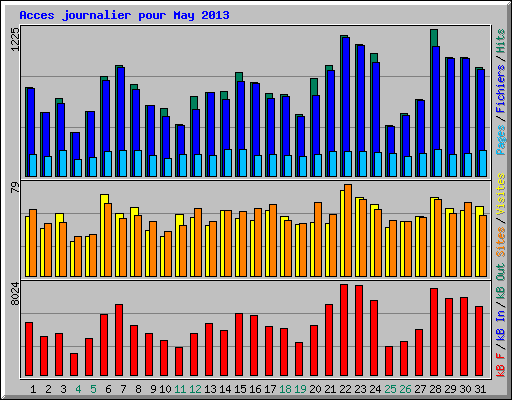 Acces journalier pour May 2013
1225
Pages / Fichiers / Hits
79
Sites / Visites
8024
kB F / kB In / kB Out
1 2 3 4 5 6 7 8 9 10 11 12 13 14 15 16 17 18 19 20 21 22 23 24 25 26 27 28 29 30 31